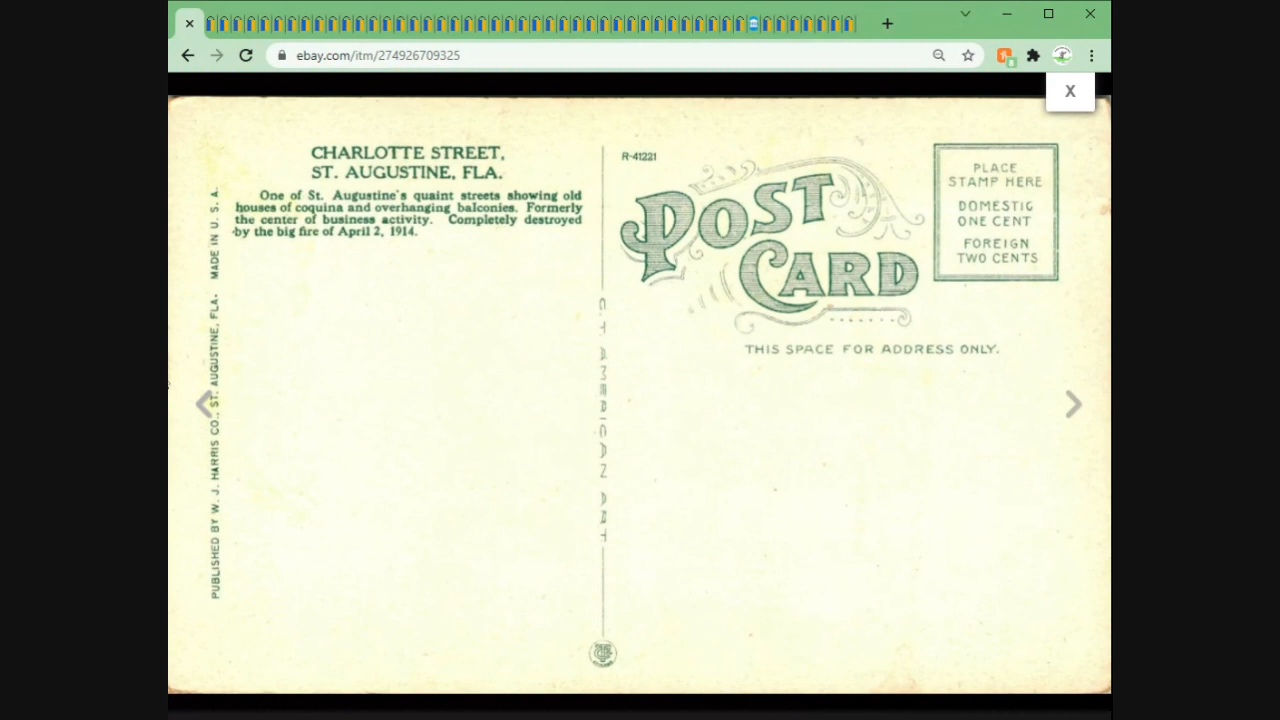 ebay.com/itm/274926709325
X
CHARLOTTE STREET,
ST. AUGUSTINE, FLA.
One of St. Augustine's quaint streets showing old
houses of coquina and overhanging balconies. Formerly
the center of business activity. Completely destroyed
by the big fire of April 2, 1914.
PUBLISHED BY W. J. HARRIS CO., ST. AUGUSTINE, FLA. MADE IN U. S. A.
C. T. AMERICAN ART
R-41221
POST
CARD
PLACE
STAMP HERE
DOMESTIC
ONE CENT
FOREIGN
TWO CENTS
THIS SPACE FOR ADDRESS ONLY.